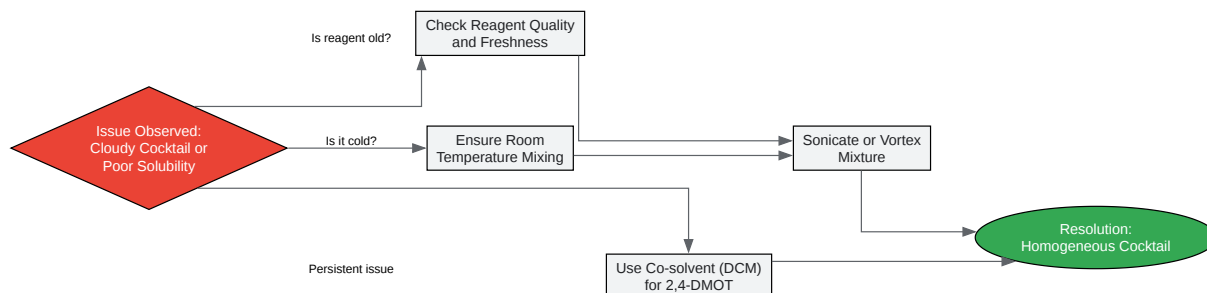 Is reagent old?
Check Reagent Quality
and Freshness
Issue Observed:
Cloudy Cocktail or
Poor Solubility
Is it cold?
Ensure Room
Temperature Mixing
Sonicate or Vortex
Mixture
Resolution:
Homogeneous Cocktail
Persistent issue
Use Co-solvent (DCM)
for 2,4-DMOT